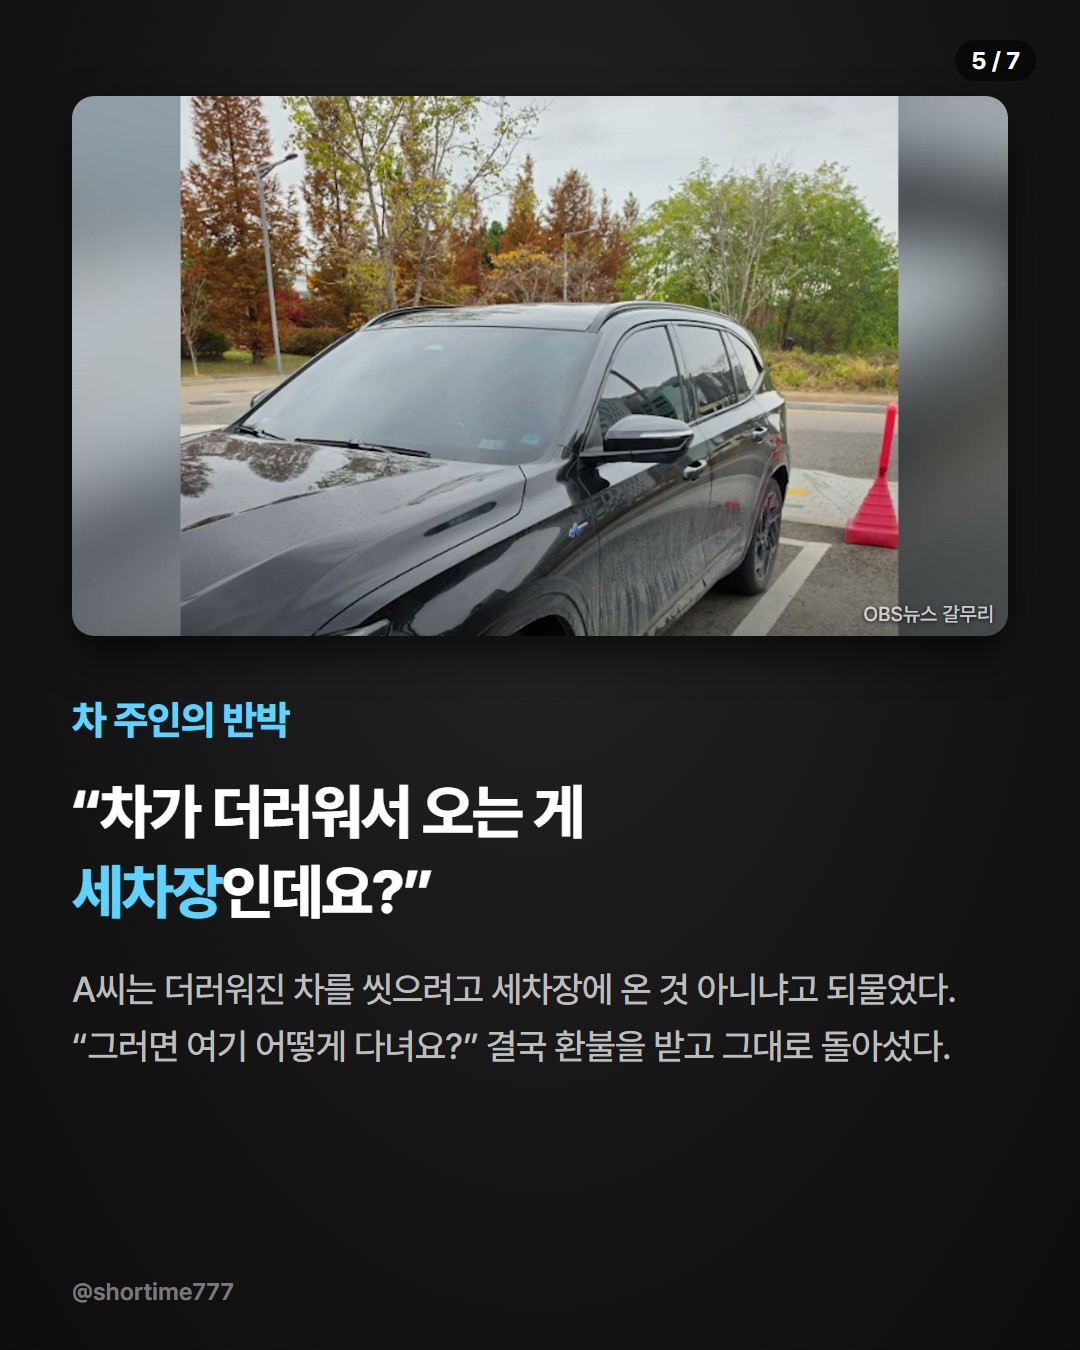 5 / 7
OBS뉴스 갈무리
차 주인의 반박
“차가 더러워서 오는 게
세차장인데요?”
A씨는 더러워진 차를 씻으려고 세차장에 온 것 아니냐고 되물었다.
“그러면 여기 어떻게 다녀요?” 결국 환불을 받고 그대로 돌아섰다.
@shortime777